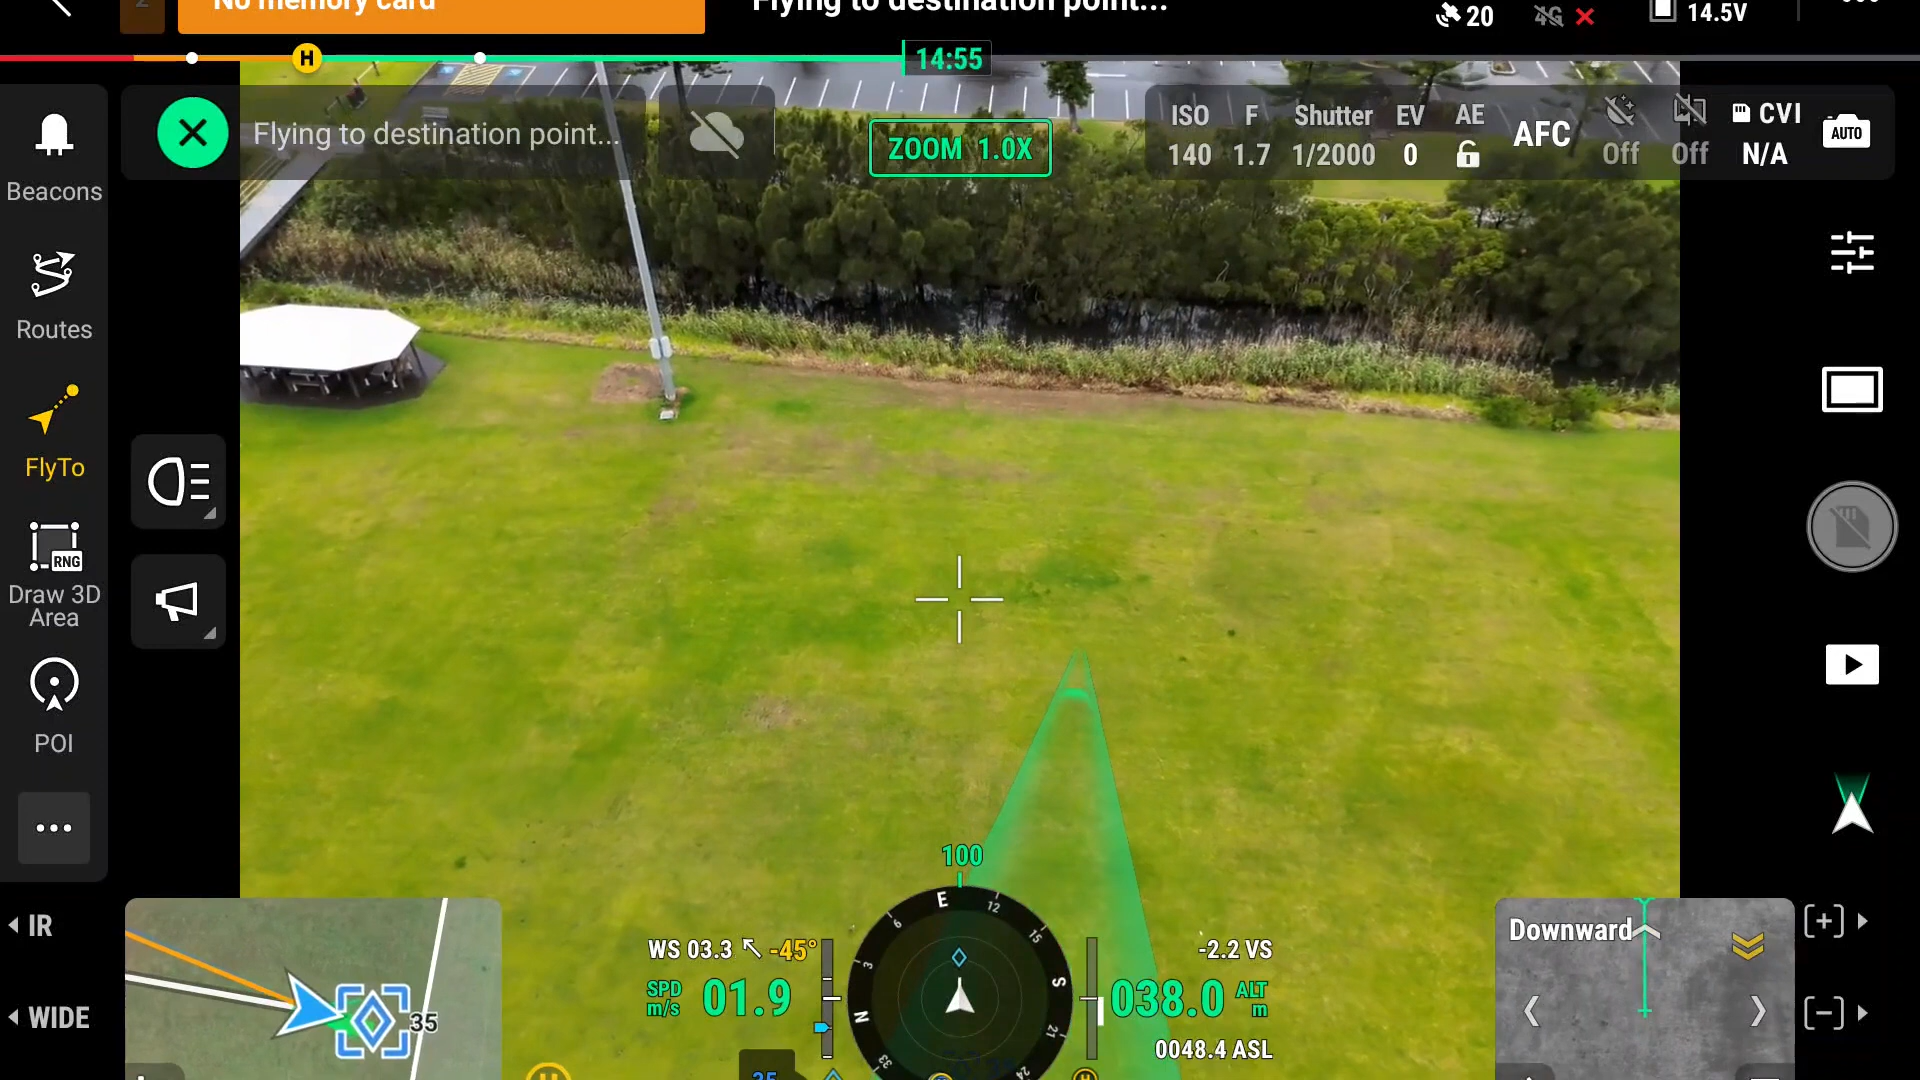 No memory card
Flying to destination point...
20
4G
14.5V
H
14:55
Flying to destination point...
ZOOM 1.0X
ISO F Shutter EV AE
140 1.7 1/2000 0
AFC
Off
Off
CVI
N/A
AUTO
Beacons
Routes
FlyTo
RNG
Draw 3D
Area
POI
IR
WIDE
35
100
E
12
15
S
21
24
33
N
3
6
WS 03.3 -45°
SPD
m/s
01.9
-2.2 VS
038.0
ALT
m
0048.4 ASL
35
H
H
Downward